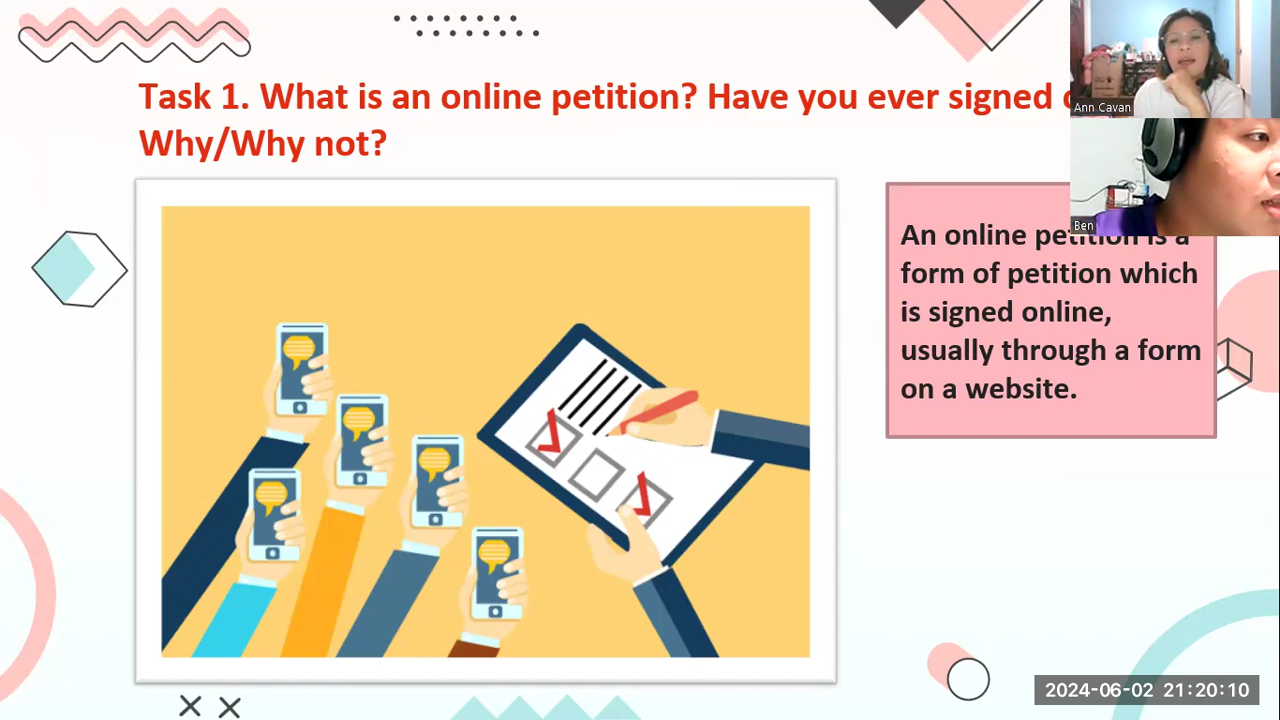 Task 1. What is an online petition? Have you ever signed
Why/Why not?
Ann Cavan
Ben
An online petition is a
form of petition which
is signed online,
usually through a form
on a website.
2024-06-02 21:20:10